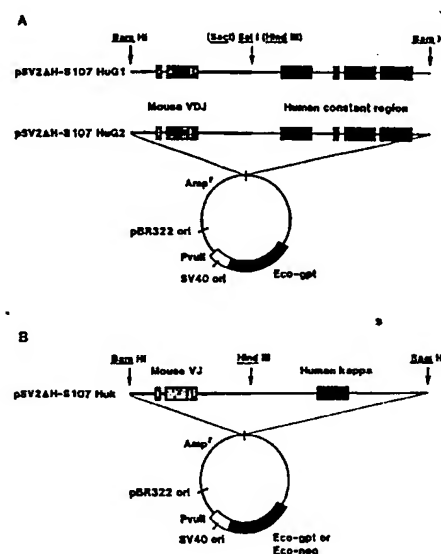 A
Bam HI
(SacI) Sal I (Hind III)
Bam H
pSV2ΔH-S107 HuG1
Mouse VDJ
Human constant region
pSV2ΔH-S107 HuG2
Ampʳ
pBR322 ori
PvuII
SV40 ori
Eco-gpt
B
Bam HI
Hind III
Bam H
Mouse VJ
Human kappa
pSV2ΔH-S107 Huk
Ampʳ
pBR322 ori
PvuII
SV40 ori
Eco-gpt or
Eco-neo